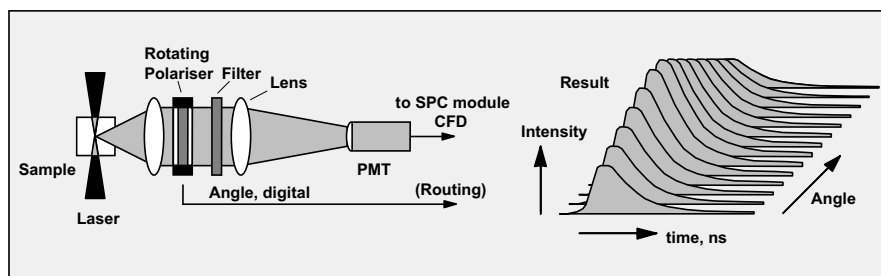 Rotating
Polariser
Filter
Lens
to SPC module
CFD
Sample
PMT
Laser
Angle, digital
(Routing)
Result
Intensity
Angle
time, ns